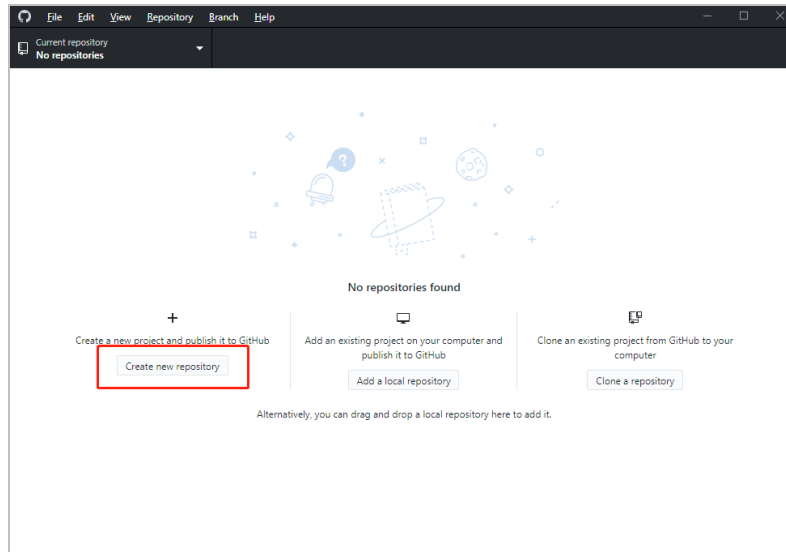 File Edit View Repository Branch Help
Current repository
No repositories
?
No repositories found
Create a new project and publish it to GitHub
Create new repository
Add an existing project on your computer and
publish it to GitHub
Add a local repository
Clone an existing project from GitHub to your
computer
Clone a repository
Alternatively, you can drag and drop a local repository here to add it.